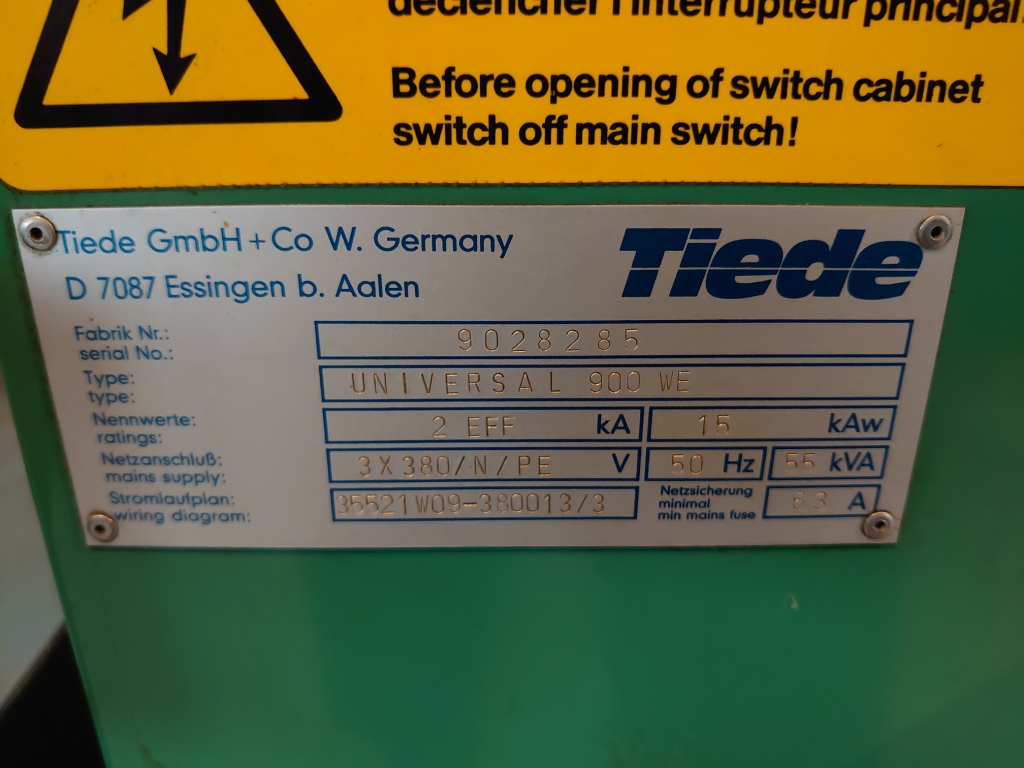 déclencher l'interrupteur principal.
Before opening of switch cabinet
switch off main switch!
Tiede GmbH + Co W. Germany
D 7087 Essingen b. Aalen
Tiede
Fabrik Nr.:
serial No.:
9028285
Type:
type:
UNIVERSAL 900 WE
Nennwerte:
ratings:
2 EFF kA
15 kAw
Netzanschluß:
mains supply:
3X380/N/PE V
50 Hz
55 kVA
Stromlaufplan:
wiring diagram:
35521W09-380013/3
Netzsicherung
minimal
min mains fuse
63 A